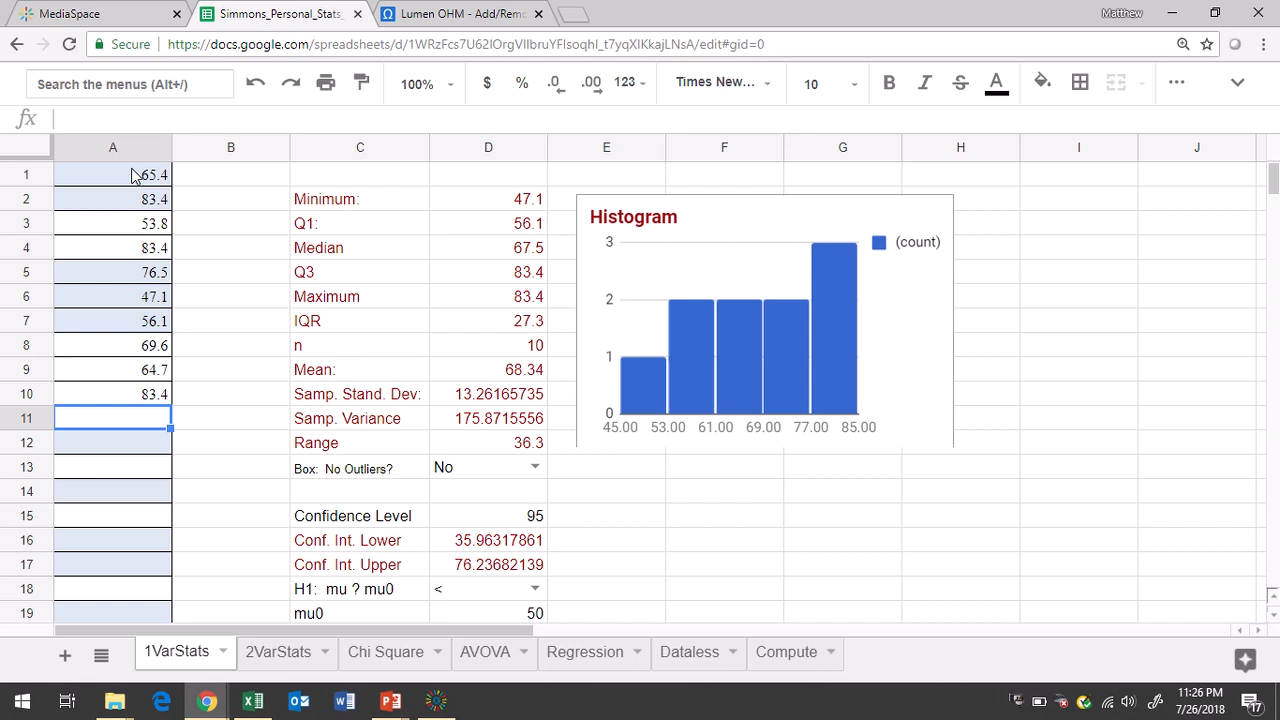 MediaSpace
Simmons_Personal_Stats_
Lumen OHM - Add/Remo
Matthew
Secure
https://docs.google.com/spreadsheets/d/1WRzFcs7U62IOrgVIIbruYFlsoqhI_t7yqXIKkajLNsA/edit#gid=0
Search the menus (Alt+/)
100%
$ % .0 .00 123
Times New...
10
B I S A
fx
A B C D E F G H I J
1 65.4
2 83.4 Minimum: 47.1
3 53.8 Q1: 56.1
4 83.4 Median 67.5
5 76.5 Q3 83.4
6 47.1 Maximum 83.4
7 56.1 IQR 27.3
8 69.6 n 10
9 64.7 Mean: 68.34
10 83.4 Samp. Stand. Dev: 13.26165735
11 Samp. Variance 175.8715556
12 Range 36.3
13 Box: No Outliers? No
14
15 Confidence Level 95
16 Conf. Int. Lower 35.96317861
17 Conf. Int. Upper 76.23682139
18 H1: mu ? mu0 <
19 mu0 50
Histogram
(count)
3
2
1
0
45.00 53.00 61.00 69.00 77.00 85.00
1VarStats
2VarStats
Chi Square
AVOVA
Regression
Dataless
Compute
11:26 PM
7/26/2018
17